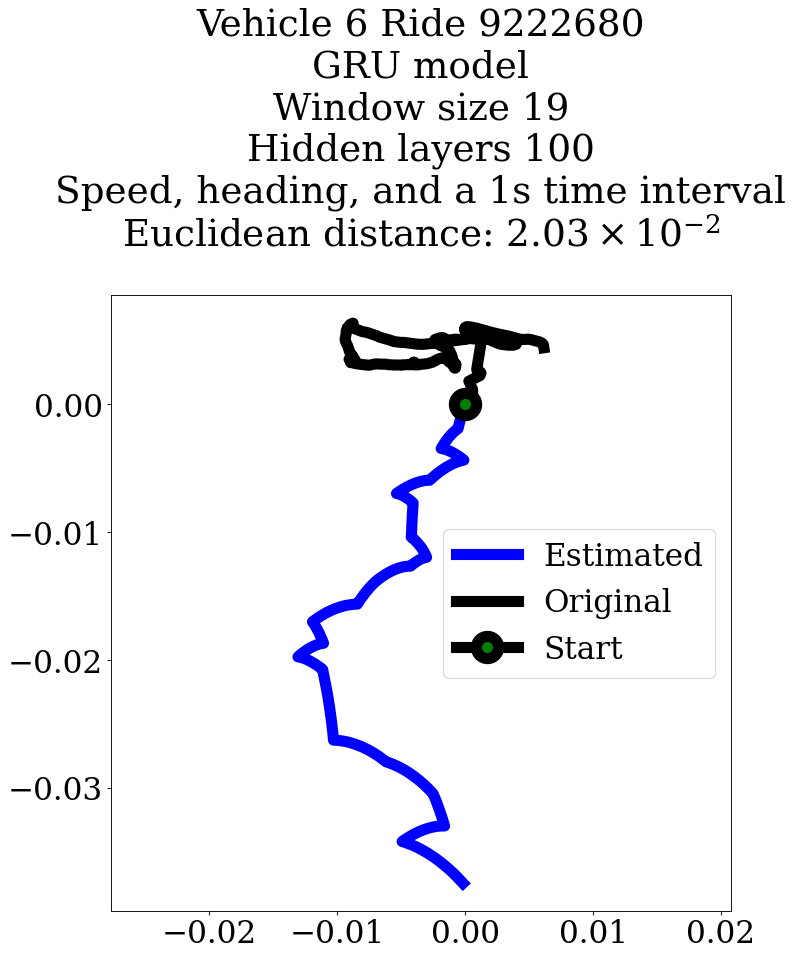 Vehicle 6 Ride 9222680
GRU model
Window size 19
Hidden layers 100
Speed, heading, and a 1s time interval
Euclidean distance: 2.03 × 10⁻²
0.00
−0.01
−0.02
−0.03
Estimated
Original
Start
−0.02 −0.01 0.00 0.01 0.02